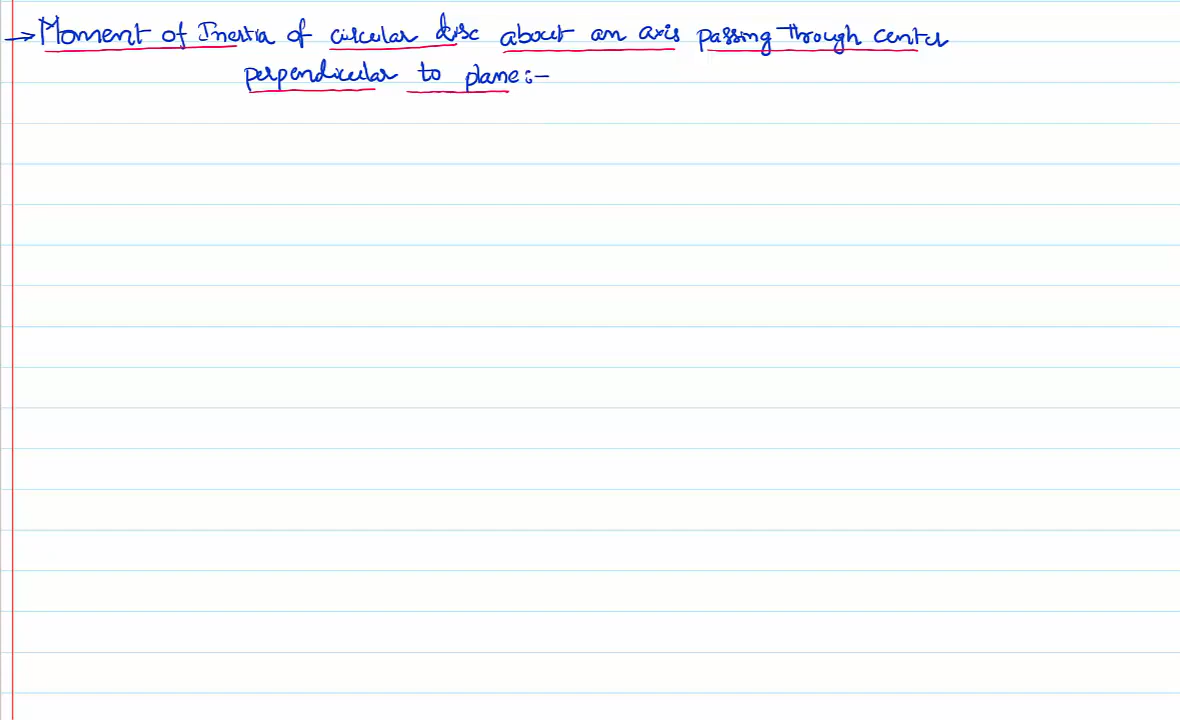 → Moment of Inertia of circular disc about an axis passing through center
perpendicular to plane:-